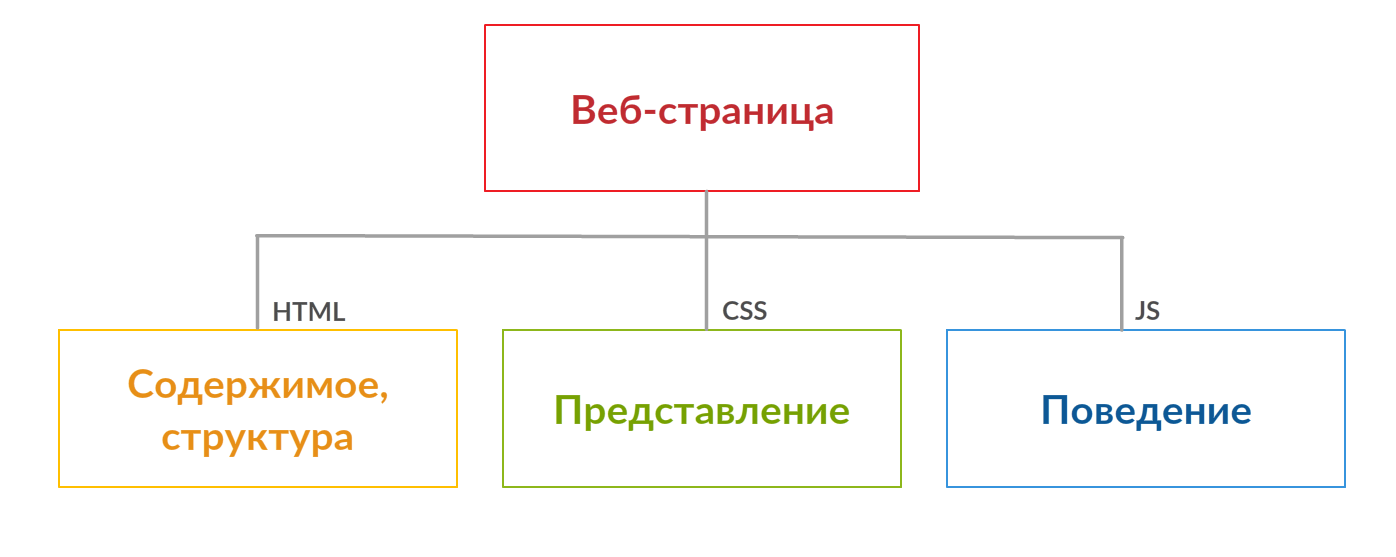 Веб-страница
HTML
CSS
JS
Содержимое,
структура
Представление
Поведение